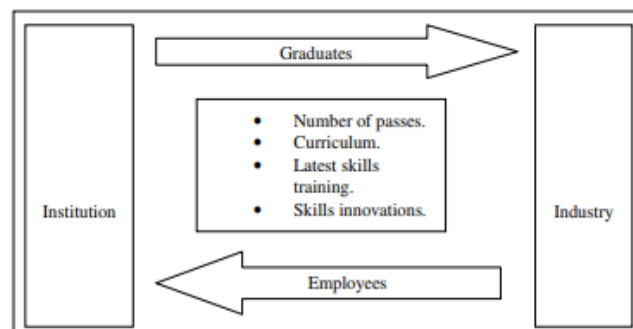 Graduates
• Number of passes.
• Curriculum.
• Latest skills
training.
• Skills innovations.
Institution
Industry
Employees